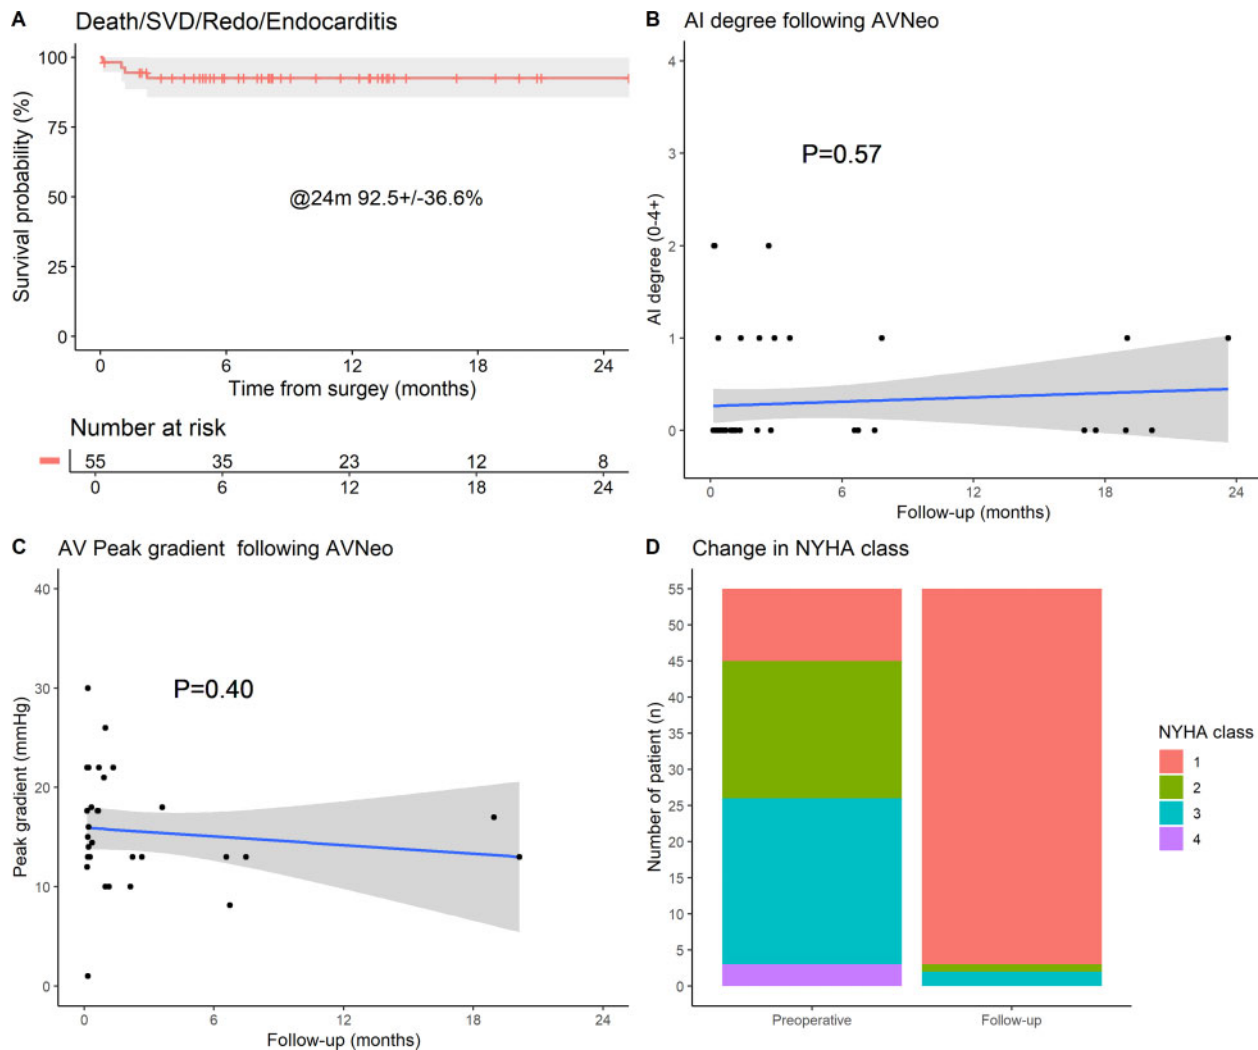 A Death/SVD/Redo/Endocarditis
Survival probability (%)
100
75
50
25
0
@24m 92.5+/-36.6%
0 6 12 18 24
Time from surgey (months)
Number at risk
55 35 23 12 8
0 6 12 18 24
B AI degree following AVNeo
AI degree (0-4+)
4
3
2
1
0
P=0.57
0 6 12 18 24
Follow-up (months)
C AV Peak gradient following AVNeo
Peak gradient (mmHg)
40
30
20
10
0
P=0.40
0 6 12 18 24
Follow-up (months)
D Change in NYHA class
Number of patient (n)
55
50
45
40
35
30
25
20
15
10
5
0
Preoperative Follow-up
NYHA class
1
2
3
4